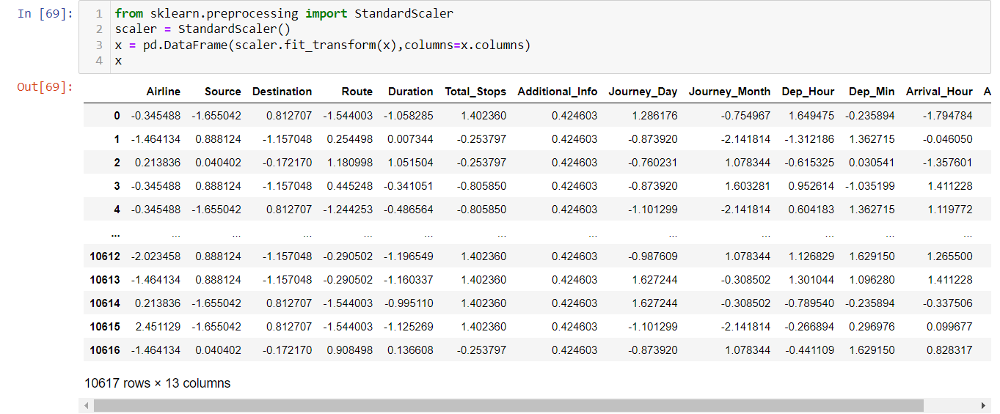 In [69]:
1 from sklearn.preprocessing import StandardScaler
2 scaler = StandardScaler()
3 x = pd.DataFrame(scaler.fit_transform(x),columns=x.columns)
4 x
Out[69]:
Airline Source Destination Route Duration Total_Stops Additional_Info Journey_Day Journey_Month Dep_Hour Dep_Min Arrival_Hour A
0 -0.345488 -1.655042 0.812707 -1.544003 -1.058285 1.402360 0.424603 1.286176 -0.754967 1.649475 -0.235894 -1.794784
1 -1.464134 0.888124 -1.157048 0.254498 0.007344 -0.253797 0.424603 -0.873920 -2.141814 -1.312186 1.362715 -0.046050
2 0.213836 0.040402 -0.172170 1.180998 1.051504 -0.253797 0.424603 -0.760231 1.078344 -0.615325 0.030541 -1.357601
3 -0.345488 0.888124 -1.157048 0.445248 -0.341051 -0.805850 0.424603 -0.873920 1.603281 0.952614 -1.035199 1.411228
4 -0.345488 -1.655042 0.812707 -1.244253 -0.486564 -0.805850 0.424603 -1.101299 -2.141814 0.604183 1.362715 1.119772
... ... ... ... ... ... ... ... ... ... ... ... ...
10612 -2.023458 0.888124 -1.157048 -0.290502 -1.196549 1.402360 0.424603 -0.987609 1.078344 1.126829 1.629150 1.265500
10613 -1.464134 0.888124 -1.157048 -0.290502 -1.160337 1.402360 0.424603 1.627244 -0.308502 1.301044 1.096280 1.411228
10614 0.213836 -1.655042 0.812707 -1.544003 -0.995110 1.402360 0.424603 1.627244 -0.308502 -0.789540 -0.235894 -0.337506
10615 2.451129 -1.655042 0.812707 -1.544003 -1.125269 1.402360 0.424603 -1.101299 -2.141814 -0.266894 0.296976 0.099677
10616 -1.464134 0.040402 -0.172170 0.908498 0.136608 -0.253797 0.424603 -0.873920 1.078344 -0.441109 1.629150 0.828317
10617 rows × 13 columns